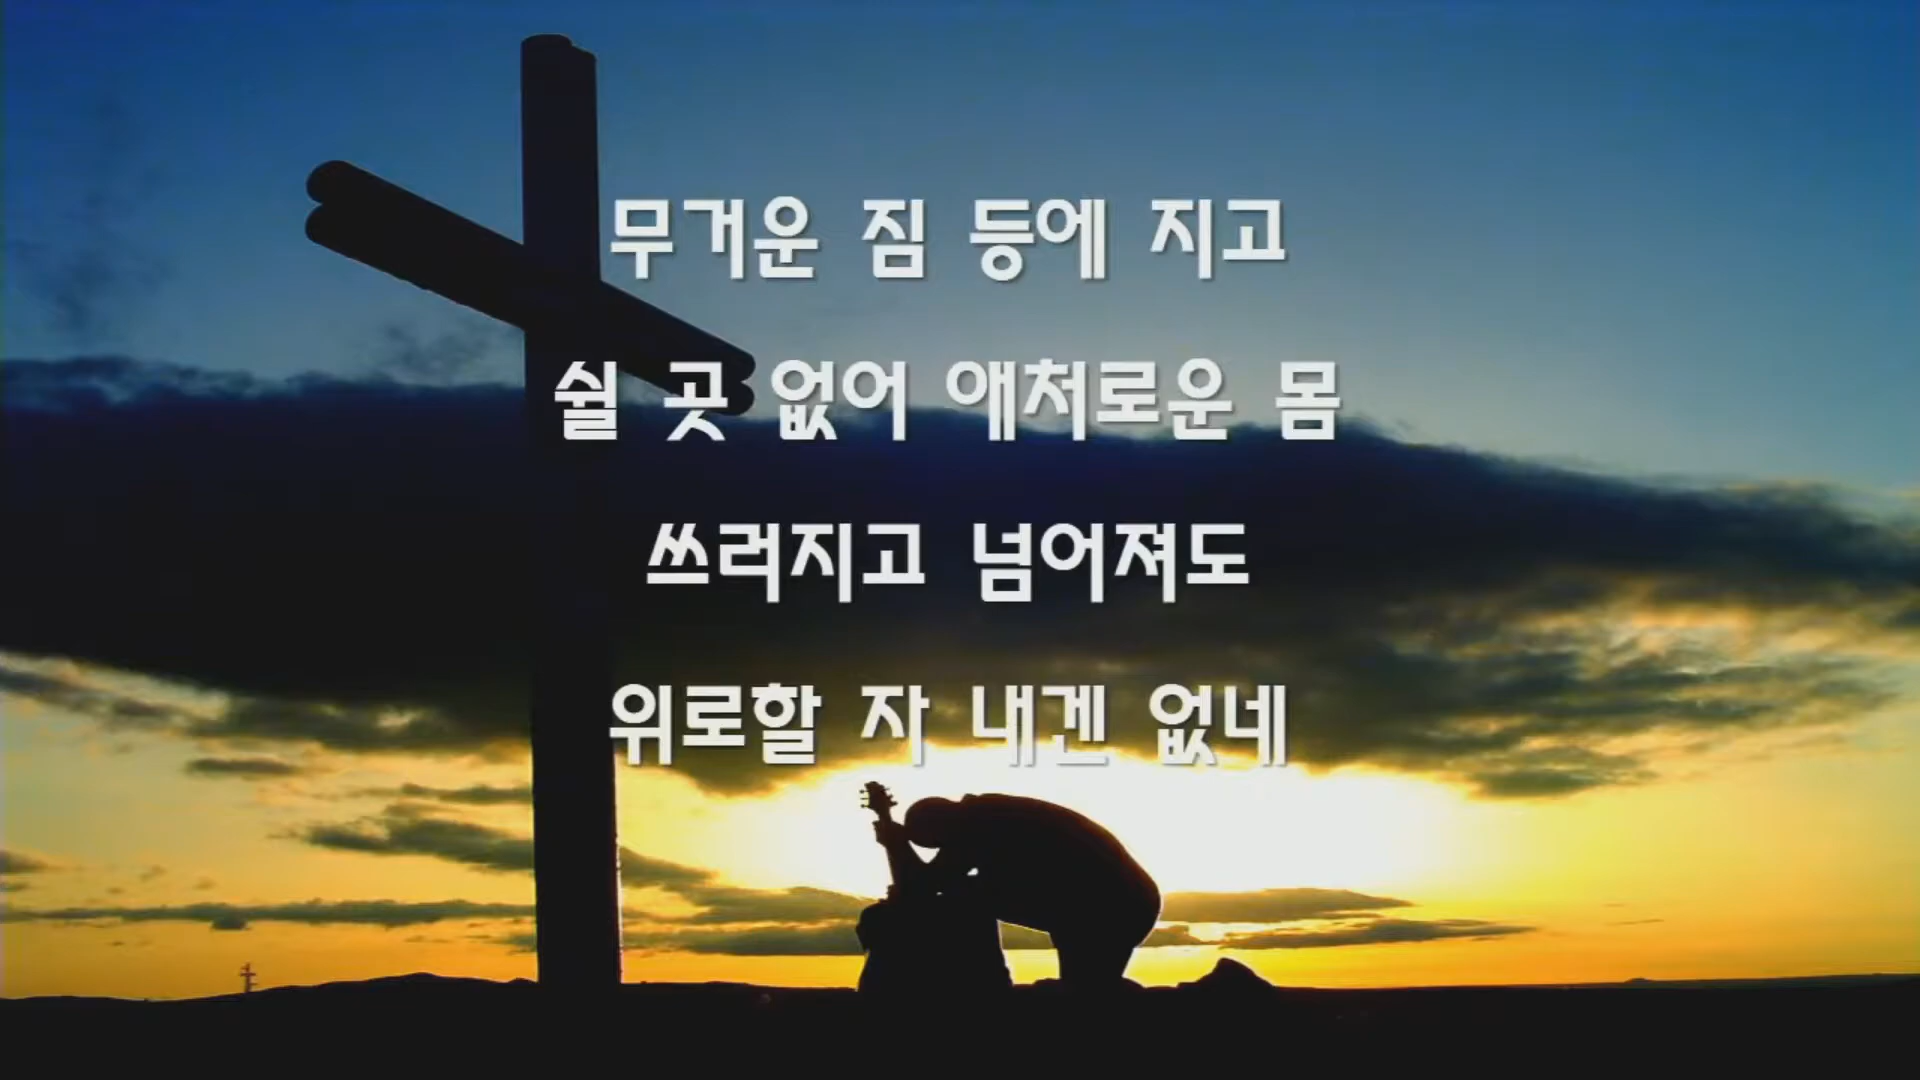 무거운 짐 등에 지고
쉴 곳 없어 애처로운 몸
쓰러지고 넘어져도
위로할 자 내겐 없네